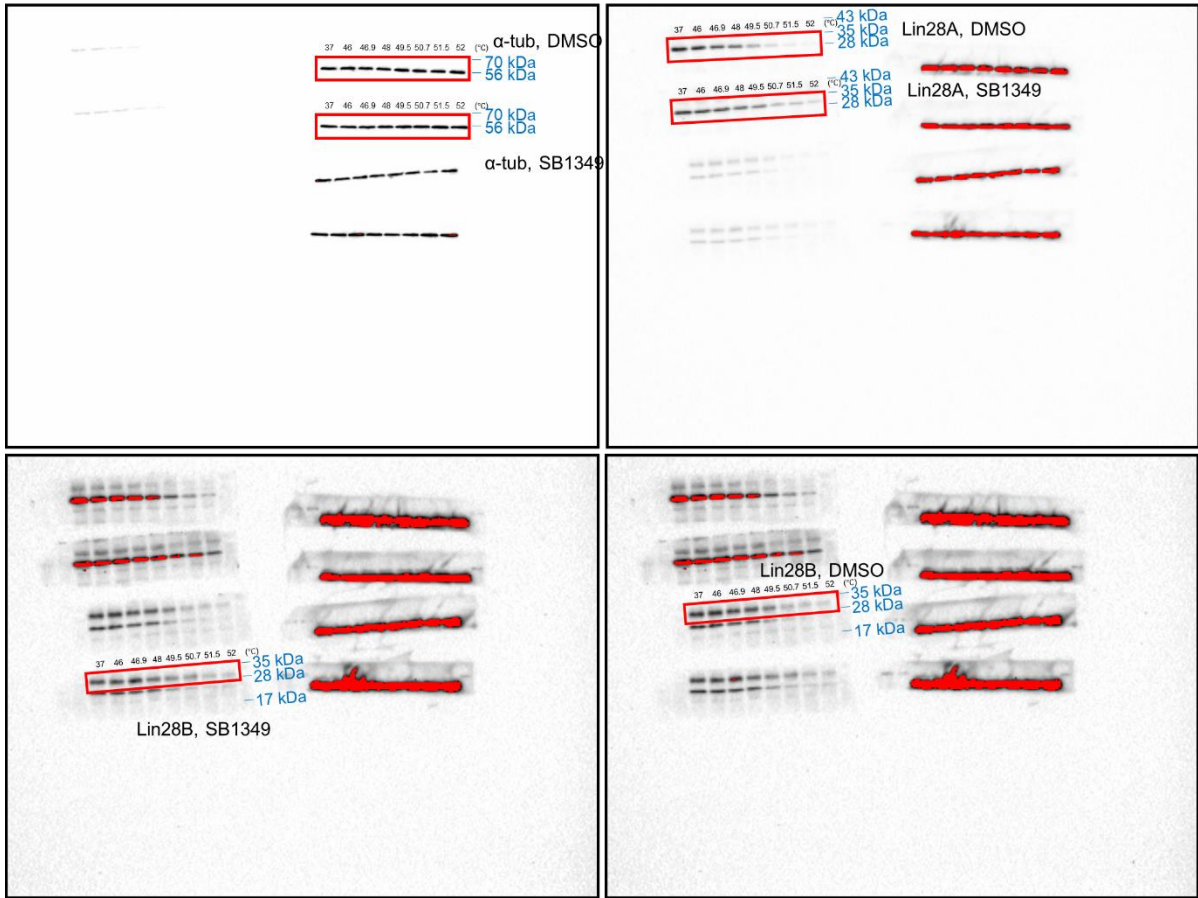 37 46 46.9 48 49.5 50.7 51.5 52 (°C)
α-tub, DMSO
70 kDa
56 kDa
37 46 46.9 48 49.5 50.7 51.5 52 (°C)
70 kDa
56 kDa
α-tub, SB1349
37 46 46.9 48 49.5 50.7 51.5 52 (°C)
43 kDa
35 kDa
28 kDa
Lin28A, DMSO
37 46 46.9 48 49.5 50.7 51.5 52 (°C)
43 kDa
35 kDa
28 kDa
Lin28A, SB1349
37 46 46.9 48 49.5 50.7 51.5 52 (°C)
35 kDa
28 kDa
17 kDa
Lin28B, SB1349
Lin28B, DMSO
37 46 46.9 48 49.5 50.7 51.5 52 (°C)
35 kDa
28 kDa
17 kDa